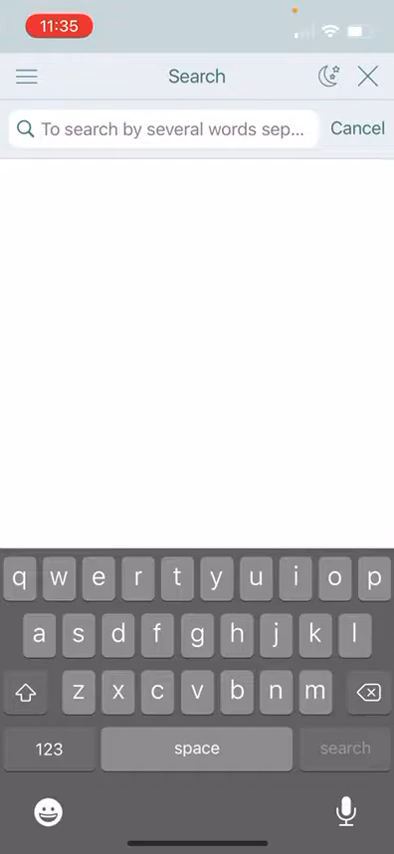 11:35
Search
To search by several words sep...
Cancel
q w e r t y u i o p
a s d f g h j k l
z x c v b n m
123 space search